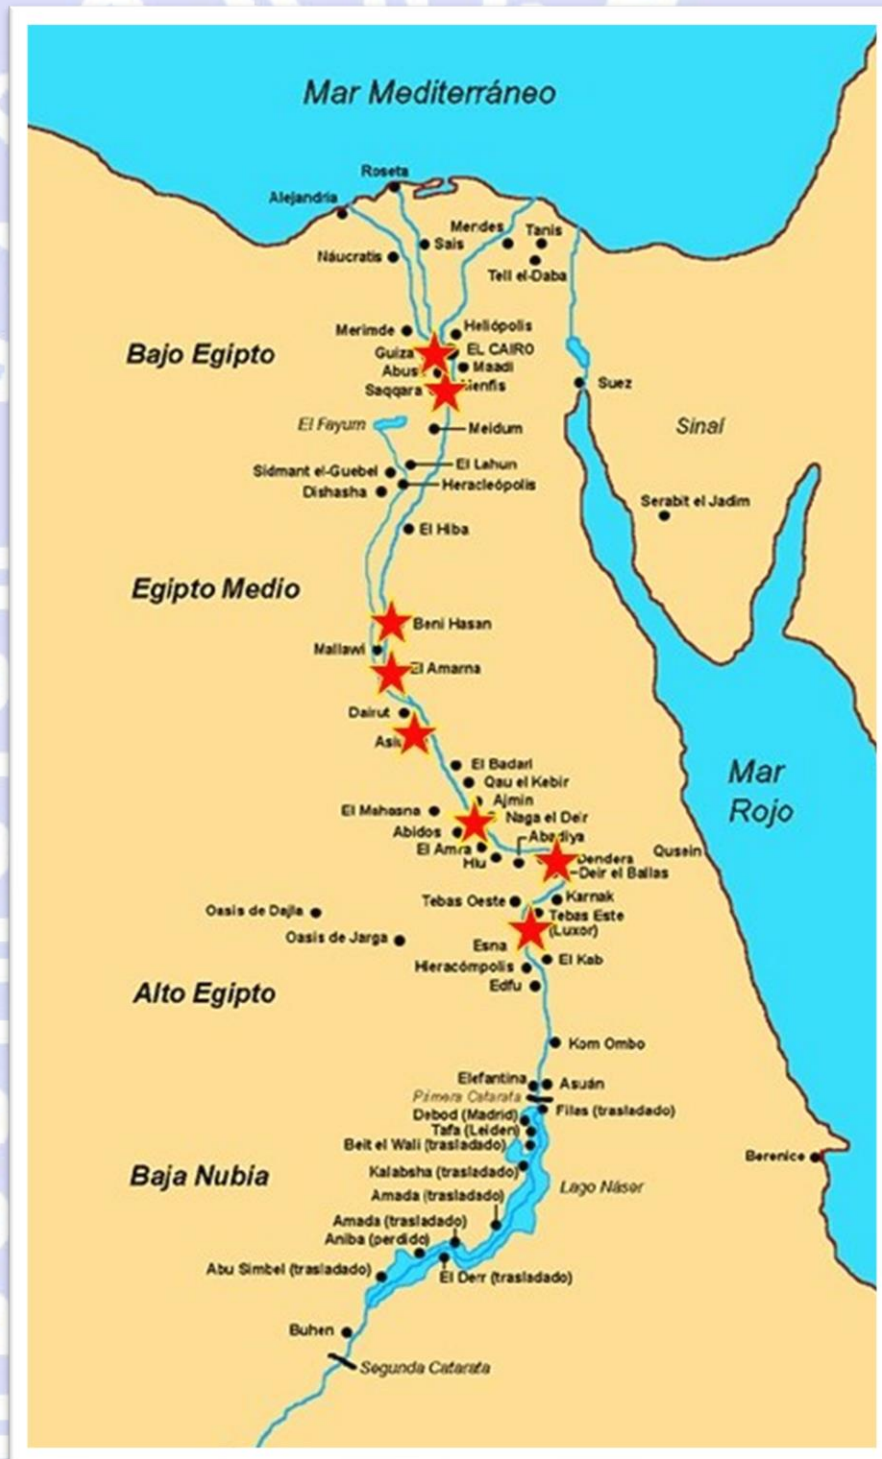 Mar Mediterráneo
Roseta
Alejandría
Mendes
Tanis
Sais
Náucratis
Tell el-Daba
Merimde
Heliópolis
Bajo Egipto
Guiza
EL CAIRO
Maadi
Saqqara
Suez
El Fayum
Meidum
Sinaí
El Lahun
Sidmant el-Guebel
Heracleópolis
Dishasha
Serabit el Jadim
El Hiba
Egipto Medio
Beni Hasan
Mallawi
El Amarna
Dairut
El Badari
Mar
Rojo
Qau el Kebir
Ajmin
El Mahasna
Naga el Deir
Abidos
Abadiya
El Amra
Qusein
Hiu
Dendera
Deir el Ballas
Tebas Oeste
Karnak
Oasis de Dajla
Tebas Este
(Luxor)
Oasis de Jarga
Esna
El Kab
Hieracómpolis
Edfu
Alto Egipto
Kom Ombo
Elefantina
Asuán
Primera Catarata
Filas (trasladado)
Debod (Madrid)
Tafa (Leiden)
Beit el Wali (trasladado)
Berenice
Kalabsha (trasladado)
Baja Nubia
Lago Náser
Amada (trasladado)
Amada (trasladado)
Aniba (perdido)
Abu Simbel (trasladado)
El Derr (trasladado)
Buhen
Segunda Catarata